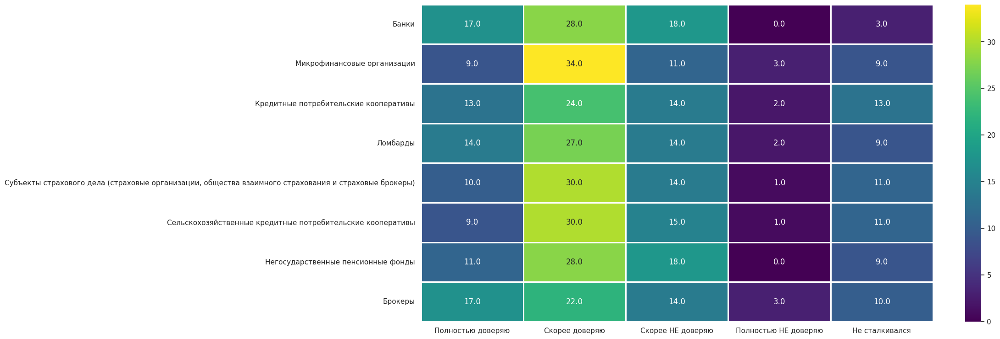 Банки 17.0 28.0 18.0 0.0 3.0
Микрофинансовые организации 9.0 34.0 11.0 3.0 9.0
Кредитные потребительские кооперативы 13.0 24.0 14.0 2.0 13.0
Ломбарды 14.0 27.0 14.0 2.0 9.0
Субъекты страхового дела (страховые организации, общества взаимного страхования и страховые брокеры) 10.0 30.0 14.0 1.0 11.0
Сельскохозяйственные кредитные потребительские кооперативы 9.0 30.0 15.0 1.0 11.0
Негосударственные пенсионные фонды 11.0 28.0 18.0 0.0 9.0
Брокеры 17.0 22.0 14.0 3.0 10.0
Полностью доверяю Скорее доверяю Скорее НЕ доверяю Полностью НЕ доверяю Не сталкивался
30
25
20
15
10
5
0